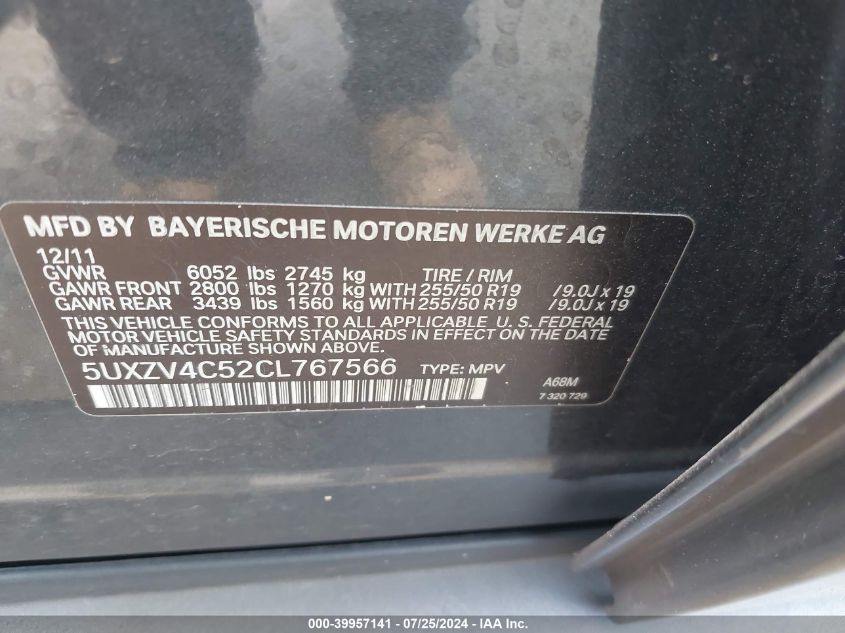 MFD BY BAYERISCHE MOTOREN WERKE AG
12/11
GVWR 6052 lbs 2745 kg TIRE / RIM
GAWR FRONT 2800 lbs 1270 kg WITH 255/50 R19 /9.0J x 19
GAWR REAR 3439 lbs 1560 kg WITH 255/50 R19 /9.0J x 19
THIS VEHICLE CONFORMS TO ALL APPLICABLE U. S. FEDERAL
MOTOR VEHICLE SAFETY STANDARDS IN EFFECT ON THE DATE
OF MANUFACTURE SHOWN ABOVE.
5UXZV4C52CL767566 TYPE: MPV
A68M
7 320 729
000-39957141 - 07/25/2024 - IAA Inc.